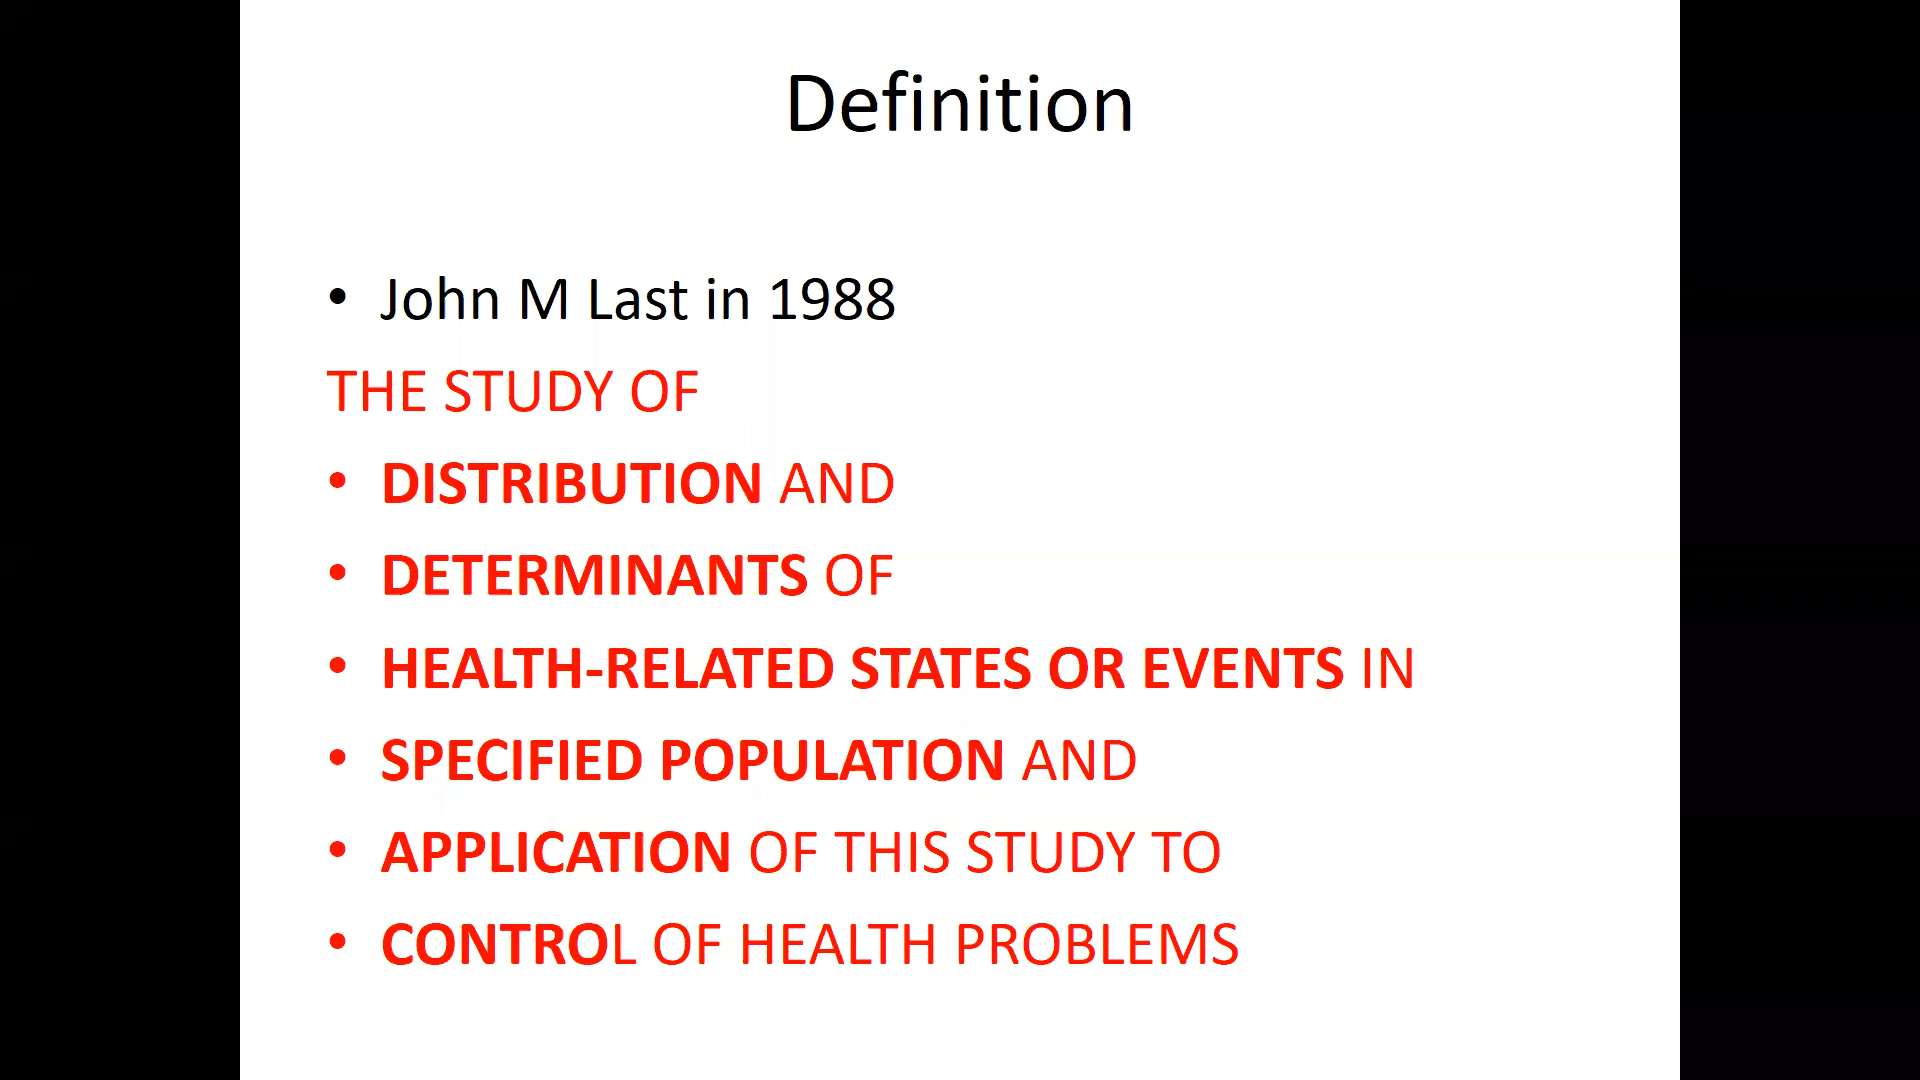 Definition
• John M Last in 1988
THE STUDY OF
• DISTRIBUTION AND
• DETERMINANTS OF
• HEALTH-RELATED STATES OR EVENTS IN
• SPECIFIED POPULATION AND
• APPLICATION OF THIS STUDY TO
• CONTROL OF HEALTH PROBLEMS